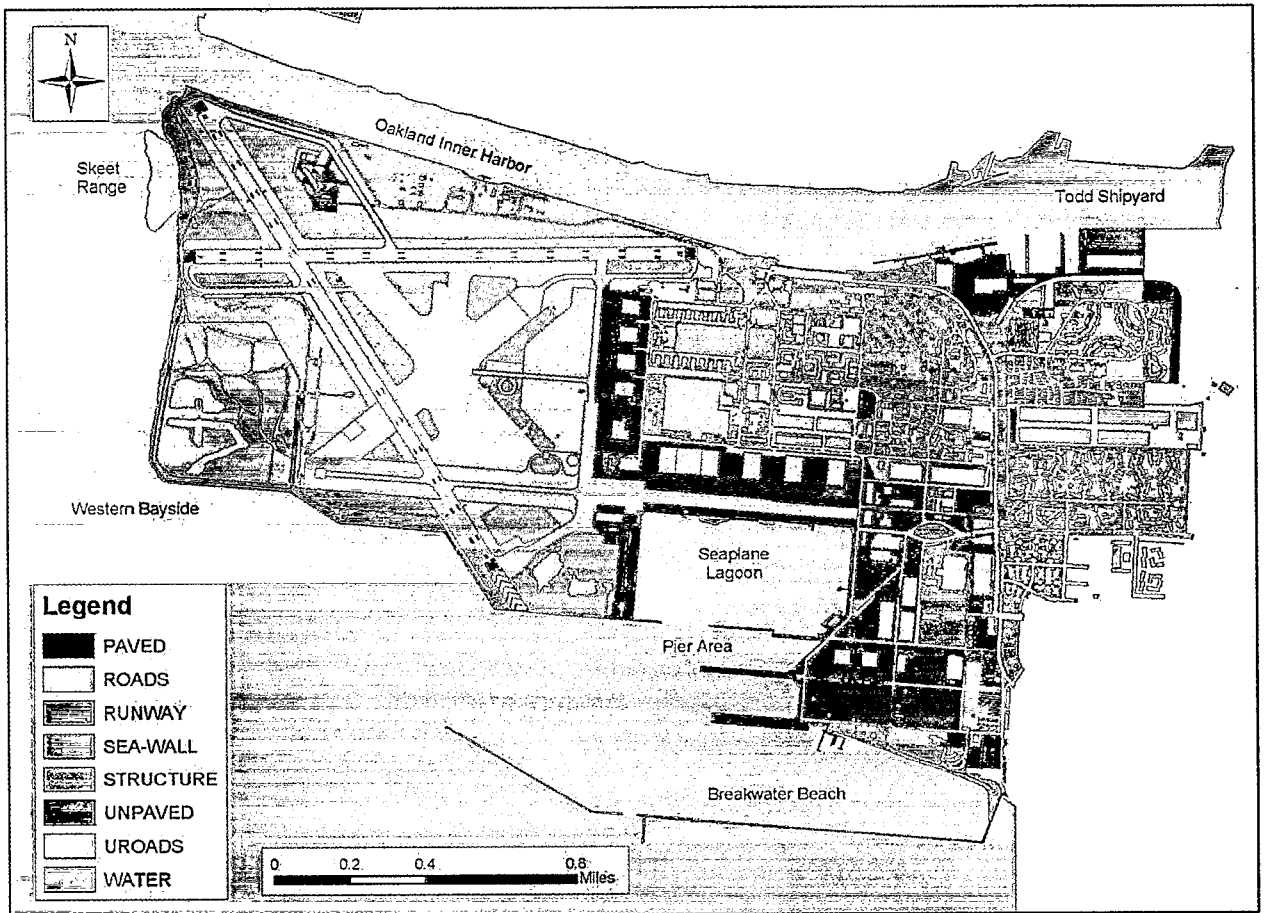 N
Oakland Inner Harbor
Skeet
Range
Todd Shipyard
Western Bayside
Seaplane
Lagoon
Pier Area
Breakwater Beach
Legend
PAVED
ROADS
RUNWAY
SEA-WALL
STRUCTURE
UNPAVED
UROADS
WATER
0 0.2 0.4 0.8
Miles